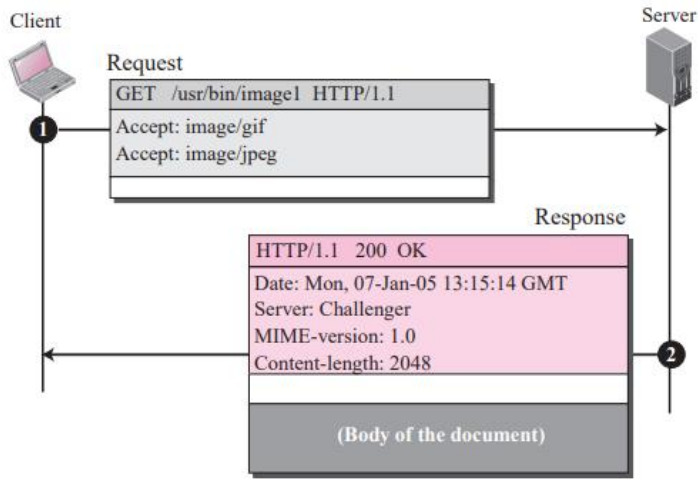 Client
Server
Request
GET /usr/bin/image1 HTTP/1.1
1
Accept: image/gif
Accept: image/jpeg
Response
HTTP/1.1 200 OK
Date: Mon, 07-Jan-05 13:15:14 GMT
Server: Challenger
MIME-version: 1.0
2
Content-length: 2048
(Body of the document)